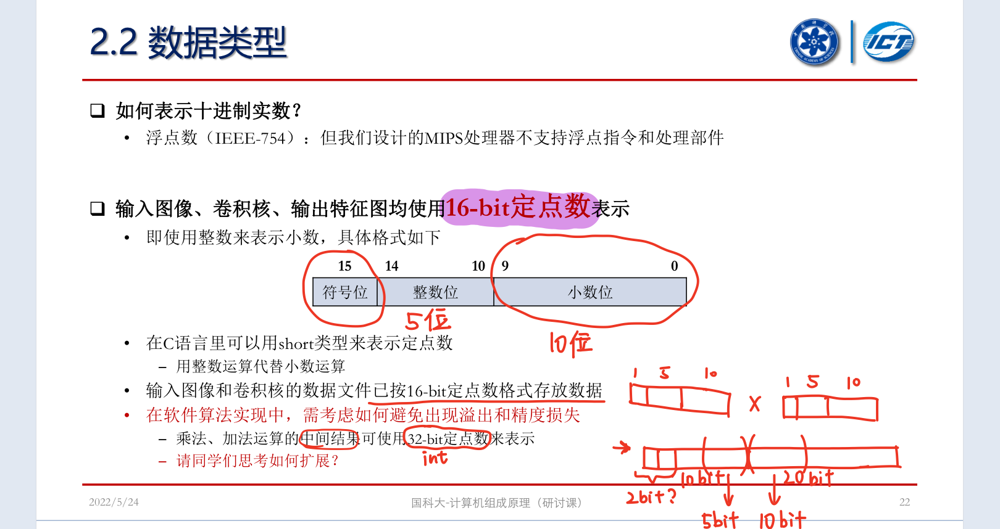 2.2 数据类型
ICT
如何表示十进制实数？
• 浮点数（IEEE-754）：但我们设计的MIPS处理器不支持浮点指令和处理部件
输入图像、卷积核、输出特征图均使用16-bit定点数表示
• 即使用整数来表示小数，具体格式如下
15 14 10 9 0
符号位 整数位 小数位
5位
10位
• 在C语言里可以用short类型来表示定点数
– 用整数运算代替小数运算
1 5 10 1 5 10
• 输入图像和卷积核的数据文件已按16-bit定点数格式存放数据
×
• 在软件算法实现中，需考虑如何避免出现溢出和精度损失
– 乘法、加法运算的中间结果可使用32-bit定点数来表示
int
– 请同学们思考如何扩展？
10bit 20bit
2bit?
5bit 10bit
2022/5/24 国科大-计算机组成原理（研讨课） 22